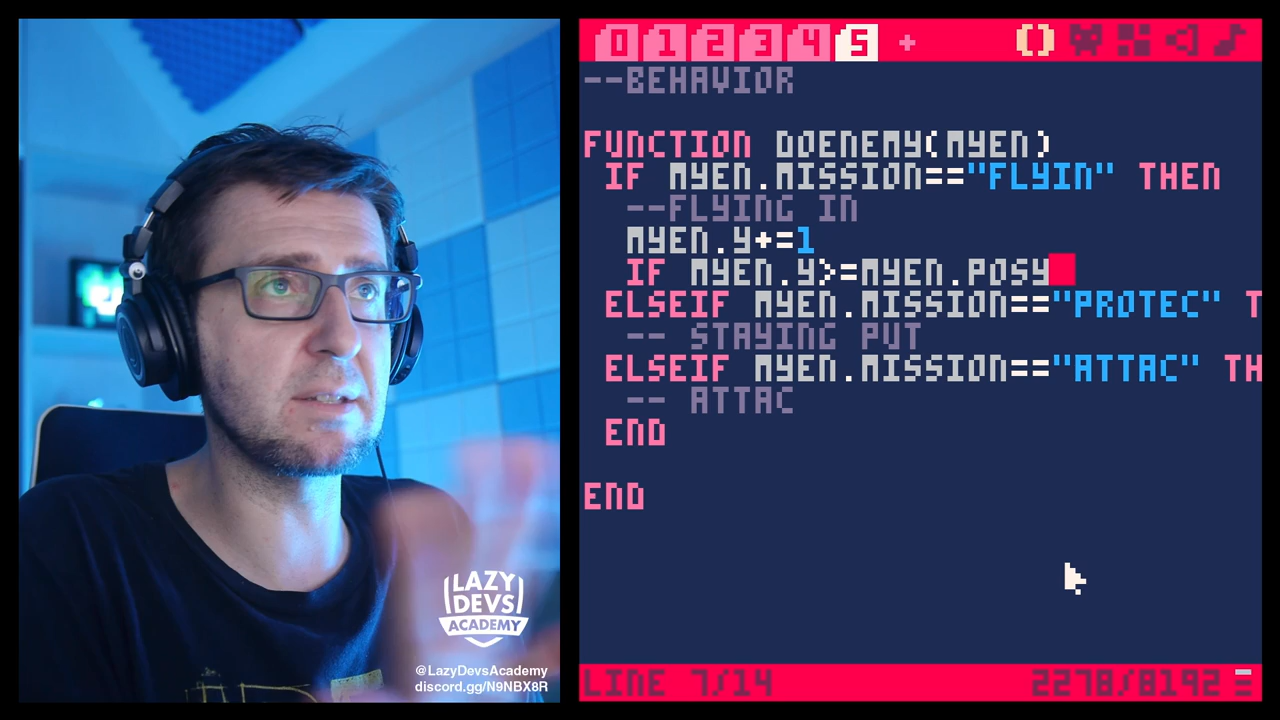 LAZY
DEVS
ACADEMY
@LazyDevsAcademy
discord.gg/N9NBX8R
0 1 2 3 4 5 +
--BEHAVIOR
FUNCTION DOENEMY(MYEN)
IF MYEN.MISSION=="FLYIN" THEN
--FLYING IN
MYEN.Y+=1
IF MYEN.Y>=MYEN.POSY
ELSEIF MYEN.MISSION=="PROTEC" T
-- STAYING PUT
ELSEIF MYEN.MISSION=="ATTAC" TH
-- ATTAC
END
END
LINE 7/14
2278/8192